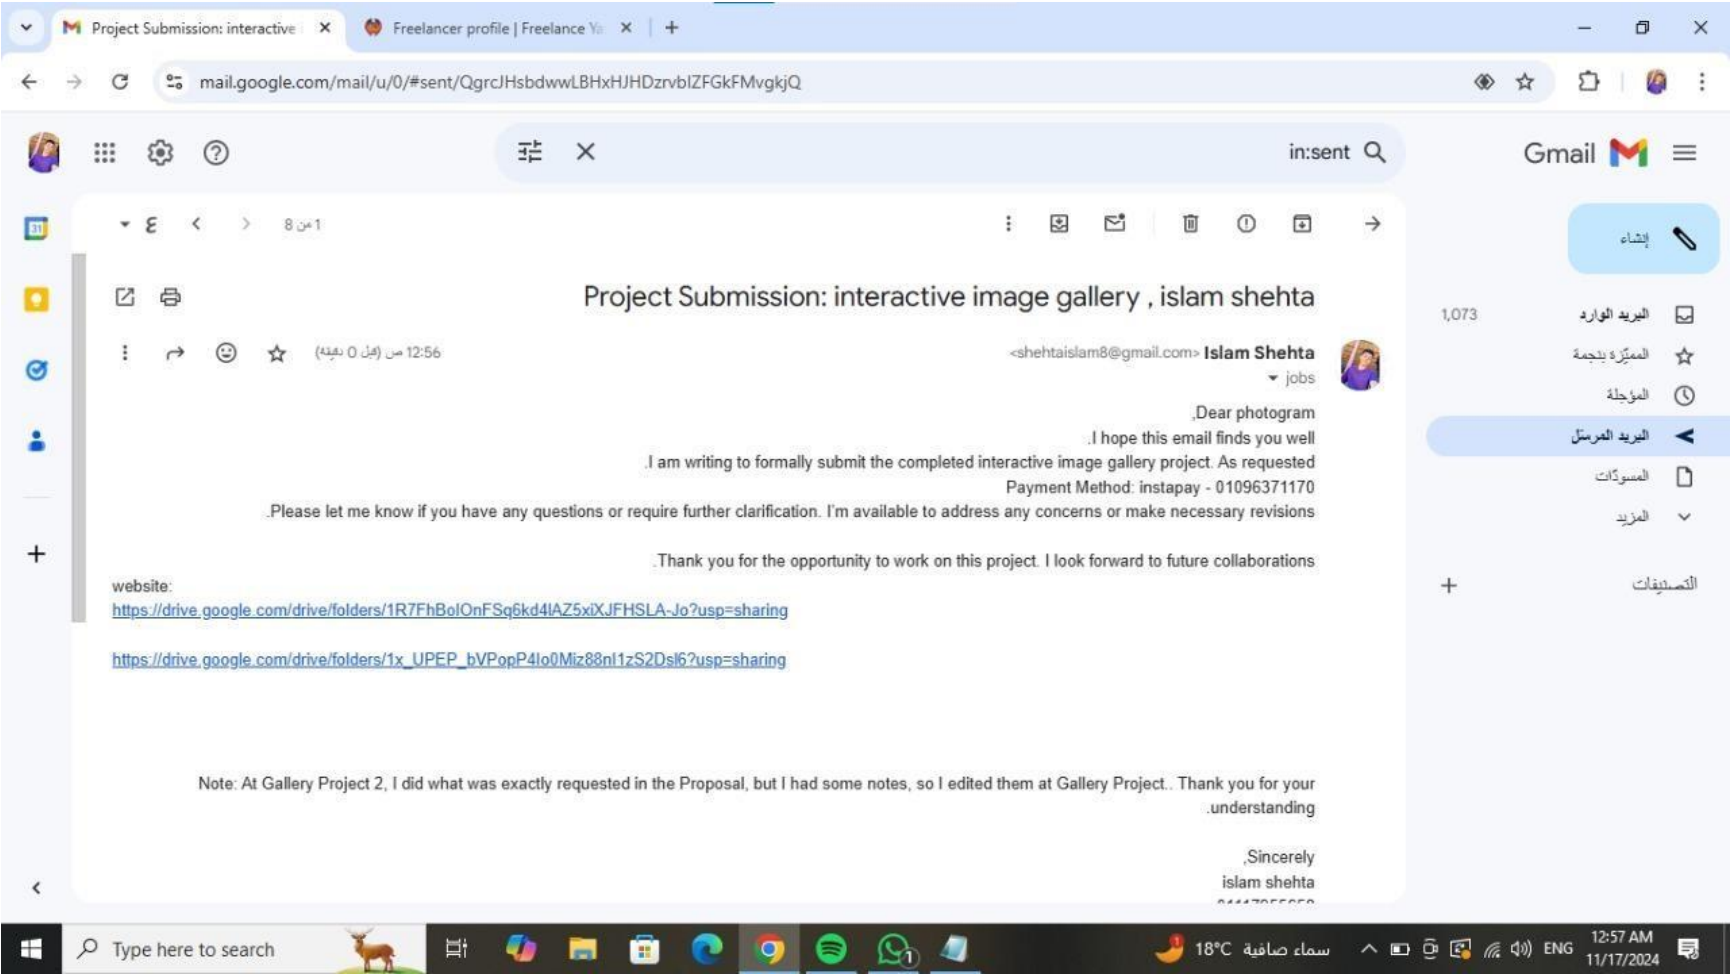 Project Submission: interactive
Freelancer profile | Freelance Ya
mail.google.com/mail/u/0/#sent/QgrcJHsbdwwLBHxHJHDzrvblZFGkFMvgkjQ
in:sent
Gmail
31
ع
1 من 8
إنشاء
Project Submission: interactive image gallery , islam shehta
البريد الوارد 1,073
المميّزة بنجمة
المؤجلة
البريد المرسَل
المسودّات
المزيد
التصنيفات
Islam Shehta <shehtaislam8@gmail.com>
12:56 ص (قبل 0 دقيقة)
jobs
,Dear photogram
.I hope this email finds you well
.I am writing to formally submit the completed interactive image gallery project. As requested
Payment Method: instapay - 01096371170
.Please let me know if you have any questions or require further clarification. I'm available to address any concerns or make necessary revisions
.Thank you for the opportunity to work on this project. I look forward to future collaborations
website:
https://drive.google.com/drive/folders/1R7FhBolOnFSq6kd4lAZ5xiXJFHSLA-Jo?usp=sharing
https://drive.google.com/drive/folders/1x_UPEP_bVPopP4Io0Miz88nI1zS2Dsl6?usp=sharing
Note: At Gallery Project 2, I did what was exactly requested in the Proposal, but I had some notes, so I edited them at Gallery Project.. Thank you for your
.understanding
,Sincerely
islam shehta
Type here to search
1
18°C سماء صافية
ENG
12:57 AM
11/17/2024